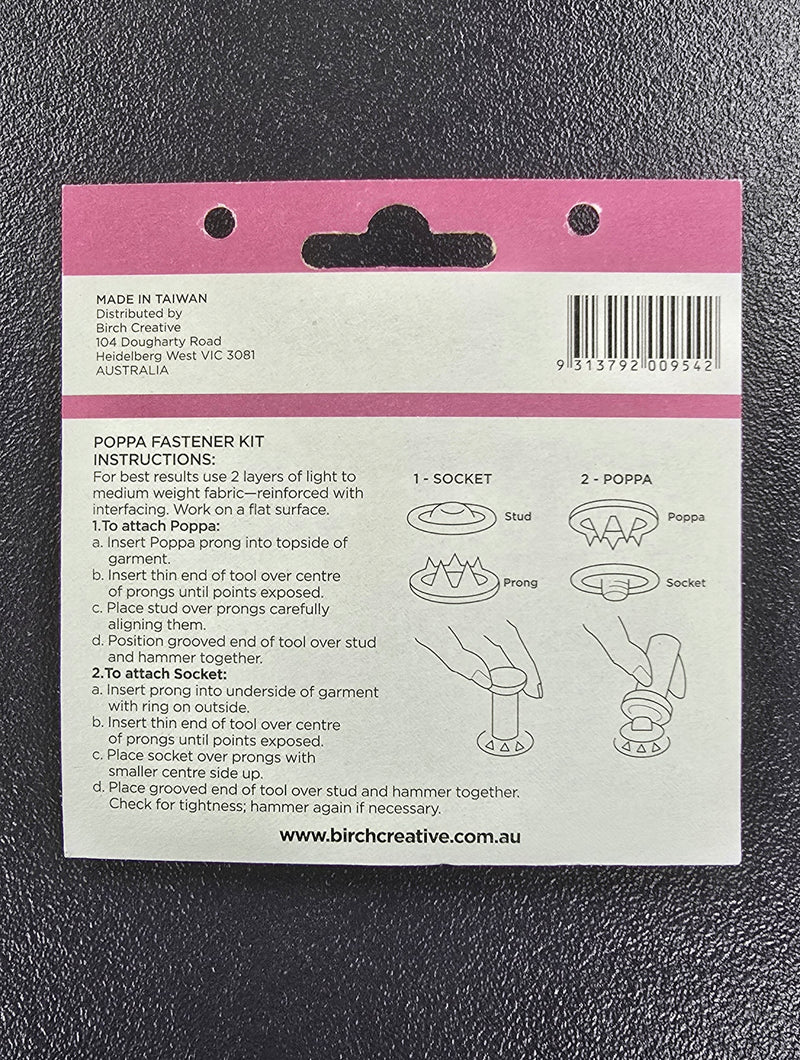 MADE IN TAIWAN
Distributed by
Birch Creative
104 Dougharty Road
Heidelberg West VIC 3081
AUSTRALIA
9 313792 009542
POPPA FASTENER KIT
INSTRUCTIONS:
For best results use 2 layers of light to
medium weight fabric—reinforced with
interfacing. Work on a flat surface.
1.To attach Poppa:
a. Insert Poppa prong into topside of
garment.
b. Insert thin end of tool over centre
of prongs until points exposed.
c. Place stud over prongs carefully
aligning them.
d. Position grooved end of tool over stud
and hammer together.
2.To attach Socket:
a. Insert prong into underside of garment
with ring on outside.
b. Insert thin end of tool over centre
of prongs until points exposed.
c. Place socket over prongs with
smaller centre side up.
d. Place grooved end of tool over stud and hammer together.
Check for tightness; hammer again if necessary.
1 - SOCKET
Stud
Prong
2 - POPPA
Poppa
Socket
www.birchcreative.com.au